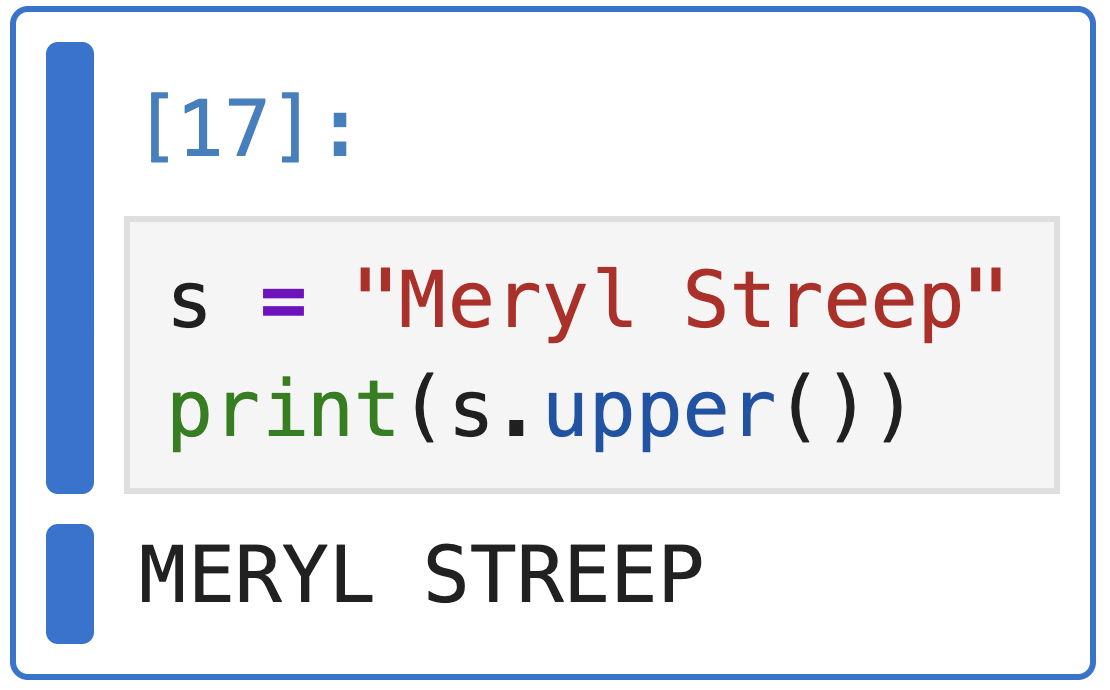 [17]:
s = "Meryl Streep"
print(s.upper())
MERYL STREEP